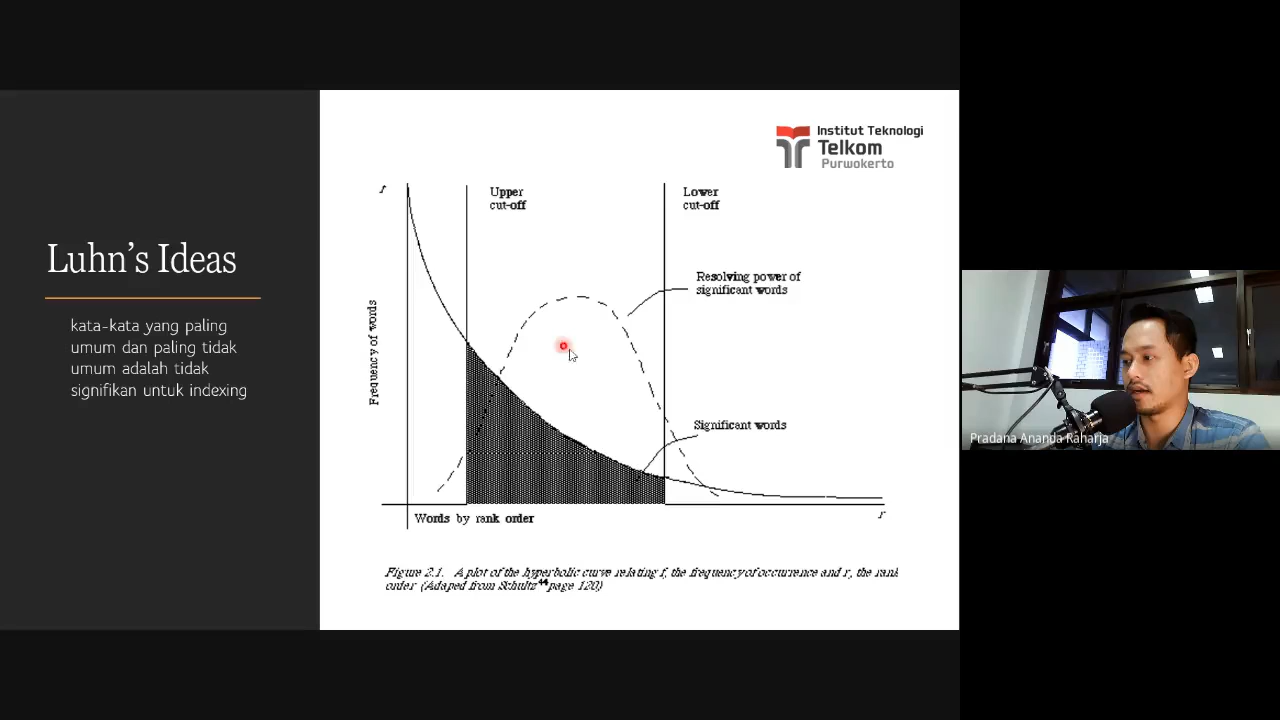 Luhn's Ideas
kata-kata yang paling
umum dan paling tidak
umum adalah tidak
signifikan untuk indexing
Institut Teknologi
Telkom
Purwokerto
f
Upper
cut-off
Lower
cut-off
Resolving power of
significant words
Frequency of words
Significant words
Words by rank order
r
Figure 2.1. A plot of the hyperbolic curve relating f, the frequency of occurrence and r, the rank
order (Adaped from Schultz 44 page 120)
Pradana Ananda Raharja